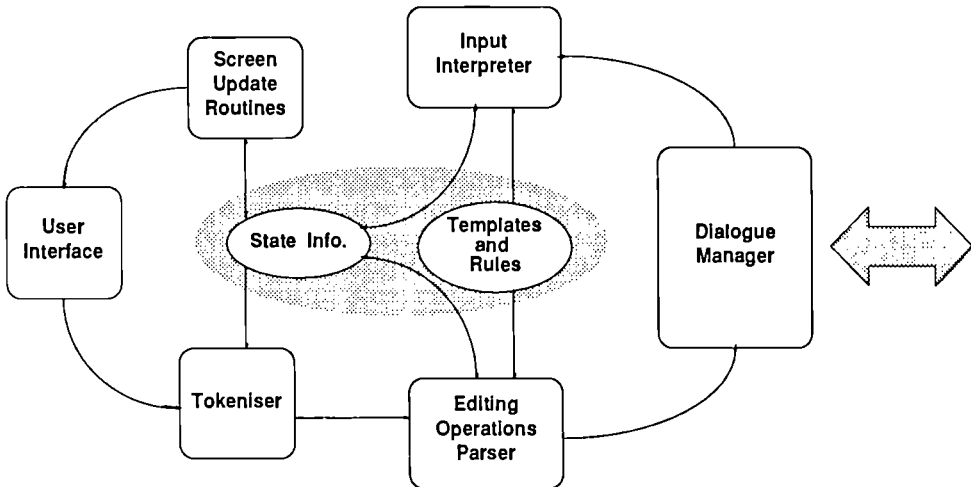 Screen
Update
Routines
Input
Interpreter
User
Interface
State Info.
Templates
and
Rules
Dialogue
Manager
Tokeniser
Editing
Operations
Parser